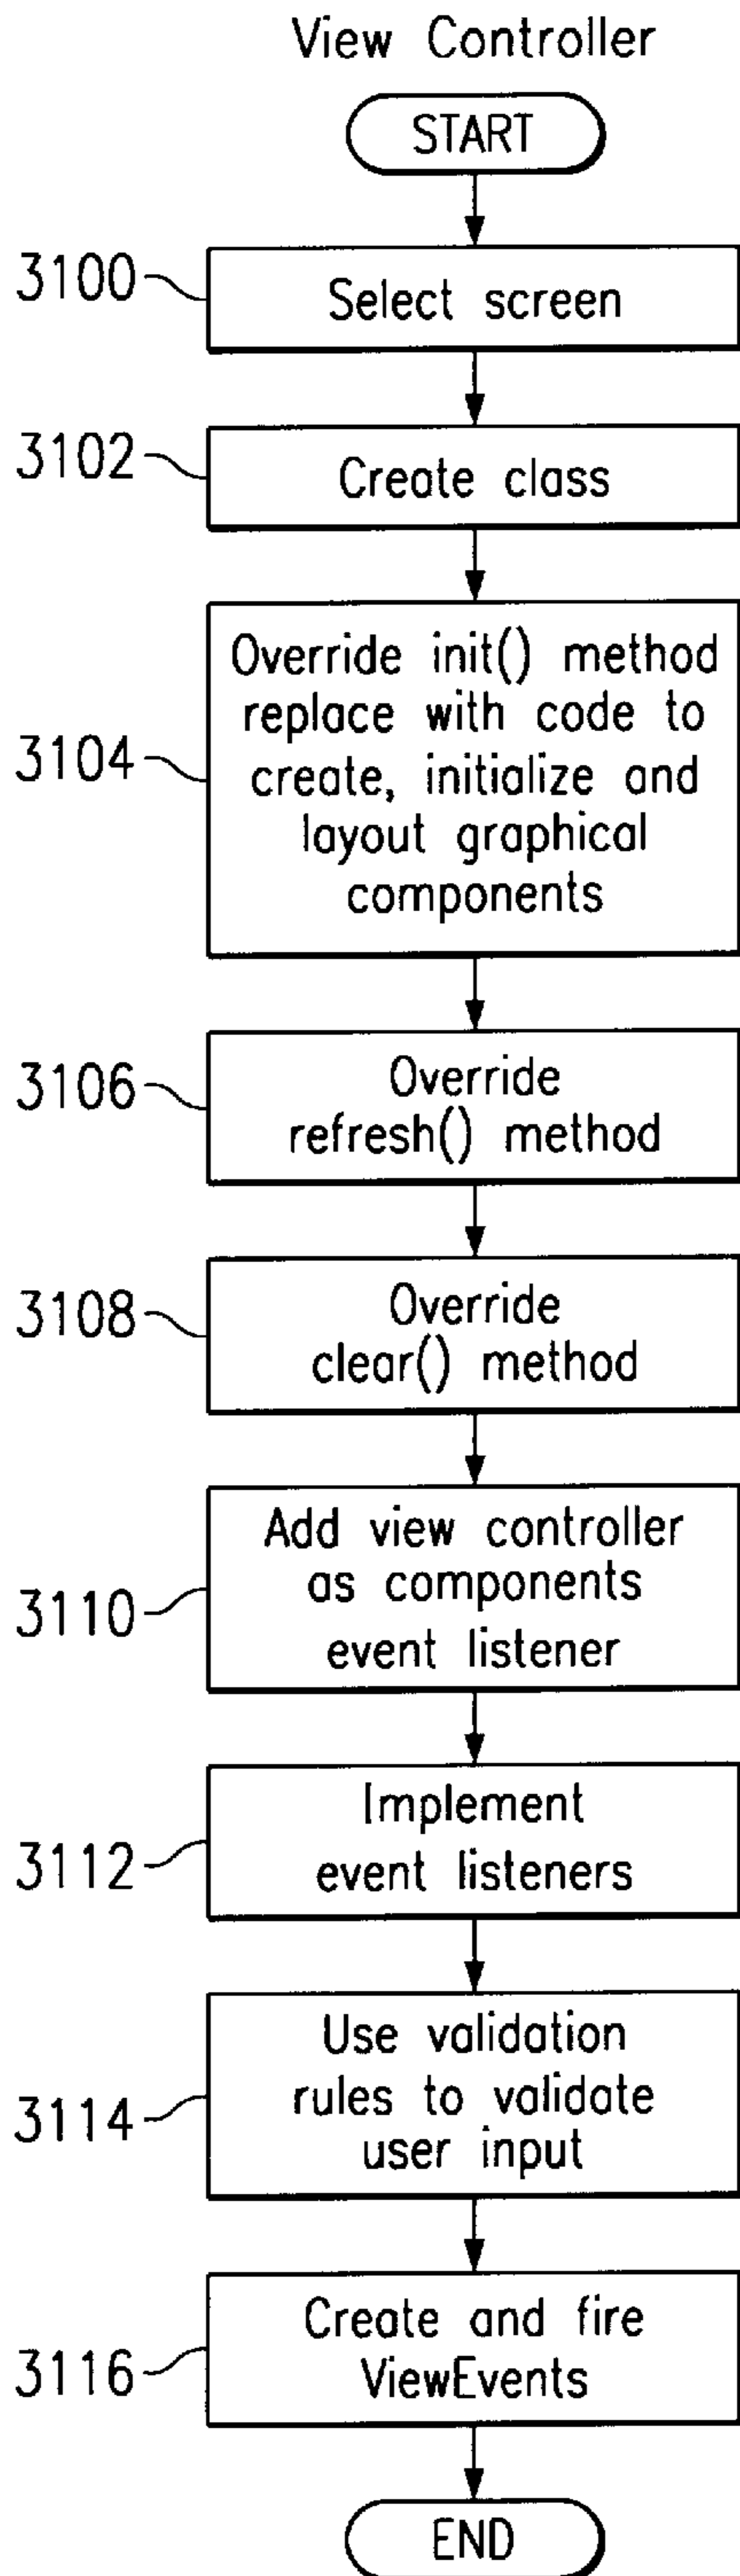 View Controller
START
3100
Select screen
3102
Create class
3104
Override init() method
replace with code to
create, initialize and
layout graphical
components
3106
Override
refresh() method
3108
Override
clear() method
3110
Add view controller
as components
event listener
3112
Implement
event listeners
3114
Use validation
rules to validate
user input
3116
Create and fire
ViewEvents
END